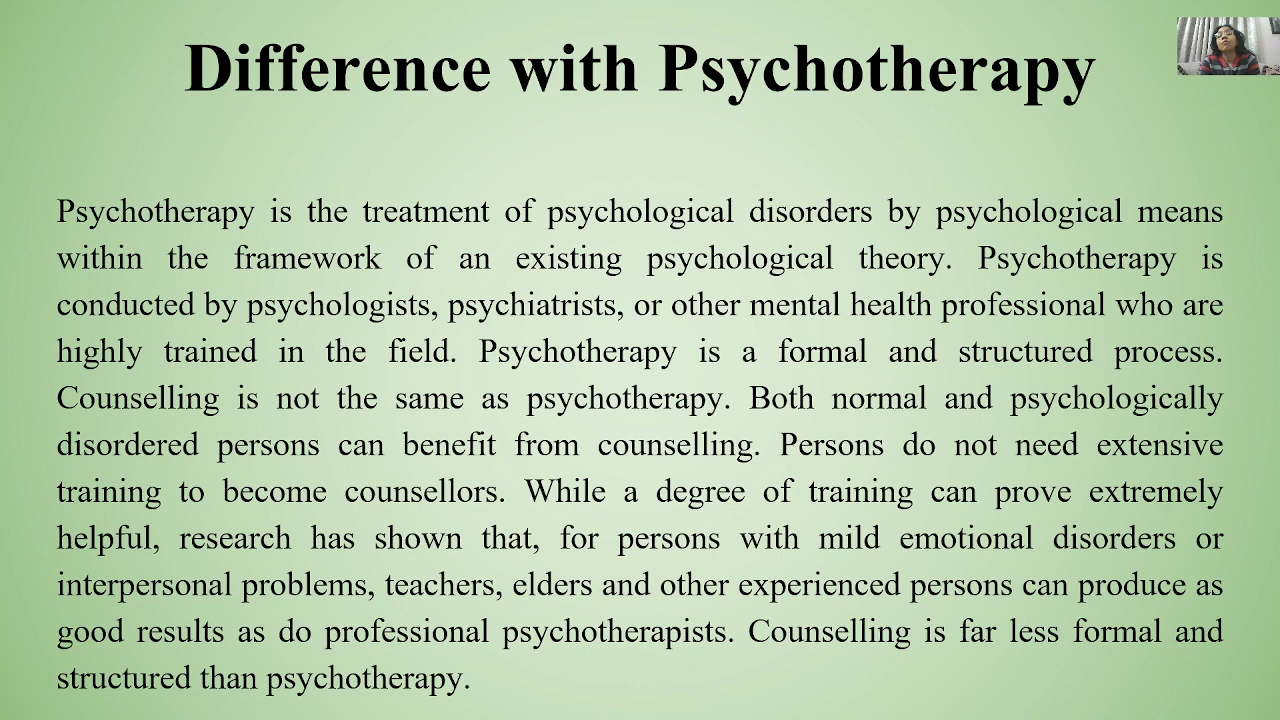 Difference with Psychotherapy
Psychotherapy is the treatment of psychological disorders by psychological means
within the framework of an existing psychological theory. Psychotherapy is
conducted by psychologists, psychiatrists, or other mental health professional who are
highly trained in the field. Psychotherapy is a formal and structured process.
Counselling is not the same as psychotherapy. Both normal and psychologically
disordered persons can benefit from counselling. Persons do not need extensive
training to become counsellors. While a degree of training can prove extremely
helpful, research has shown that, for persons with mild emotional disorders or
interpersonal problems, teachers, elders and other experienced persons can produce as
good results as do professional psychotherapists. Counselling is far less formal and
structured than psychotherapy.